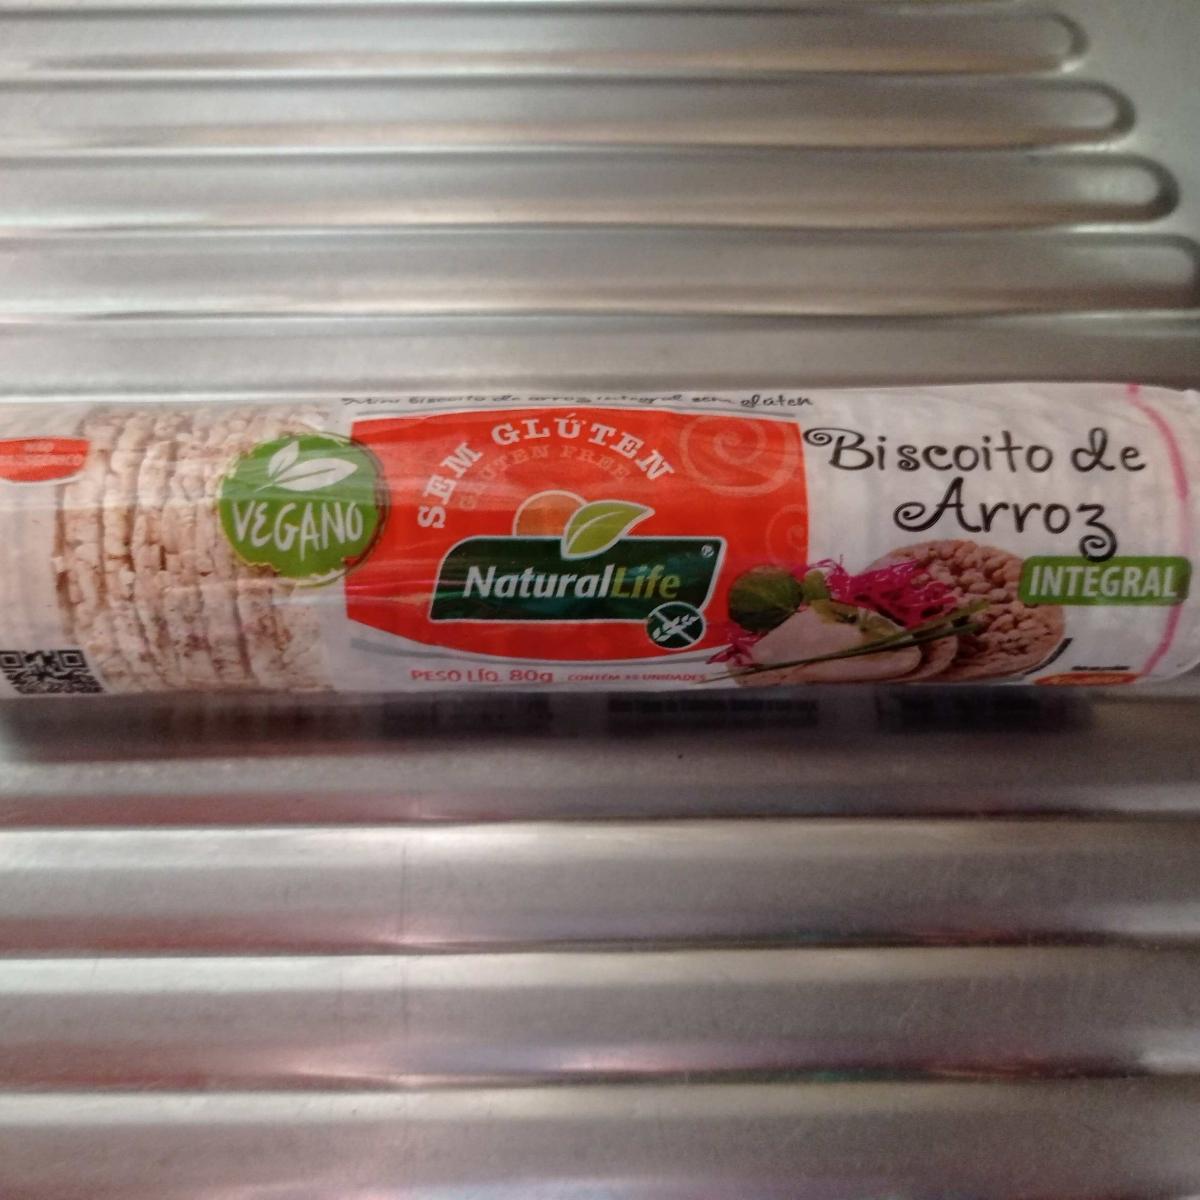 Mini biscoito de arroz integral sem glúten
SEM GLÚTEN
GLUTEN FREE
VEGANO
NaturalLife®
PESO LÍQ. 80g
Biscoito de
Arroz
INTEGRAL